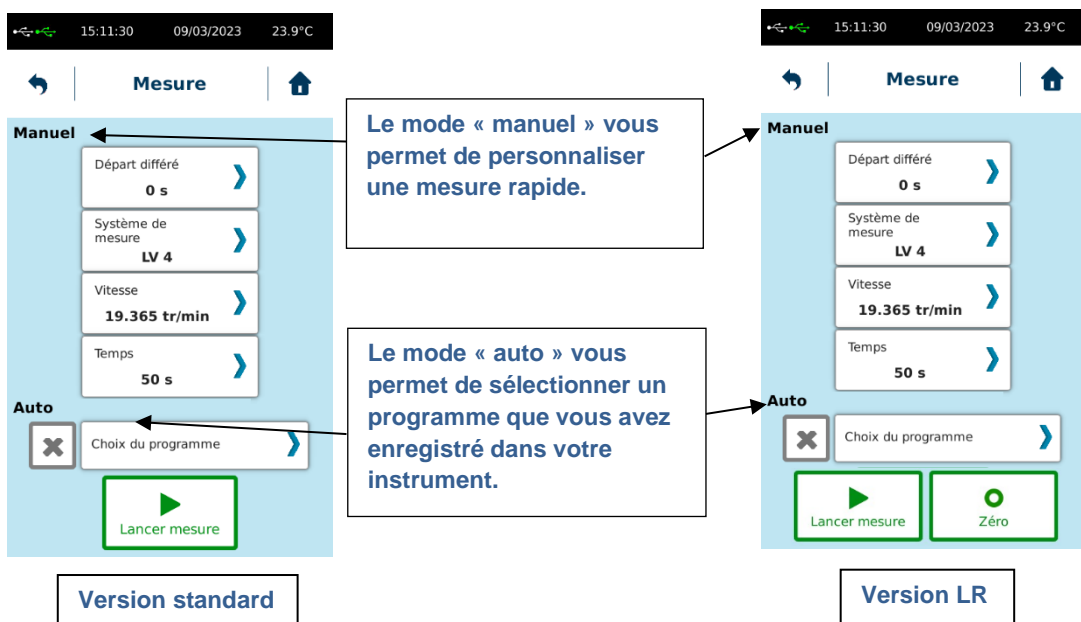 15:11:30 09/03/2023 23.9°C
Mesure
Manuel
Départ différé
0 s
Système de
mesure
LV 4
Vitesse
19.365 tr/min
Temps
50 s
Auto
Choix du programme
Lancer mesure
Version standard
Le mode « manuel » vous
permet de personnaliser
une mesure rapide.
Le mode « auto » vous
permet de sélectionner un
programme que vous avez
enregistré dans votre
instrument.
15:11:30 09/03/2023 23.9°C
Mesure
Manuel
Départ différé
0 s
Système de
mesure
LV 4
Vitesse
19.365 tr/min
Temps
50 s
Auto
Choix du programme
Lancer mesure Zéro
Version LR